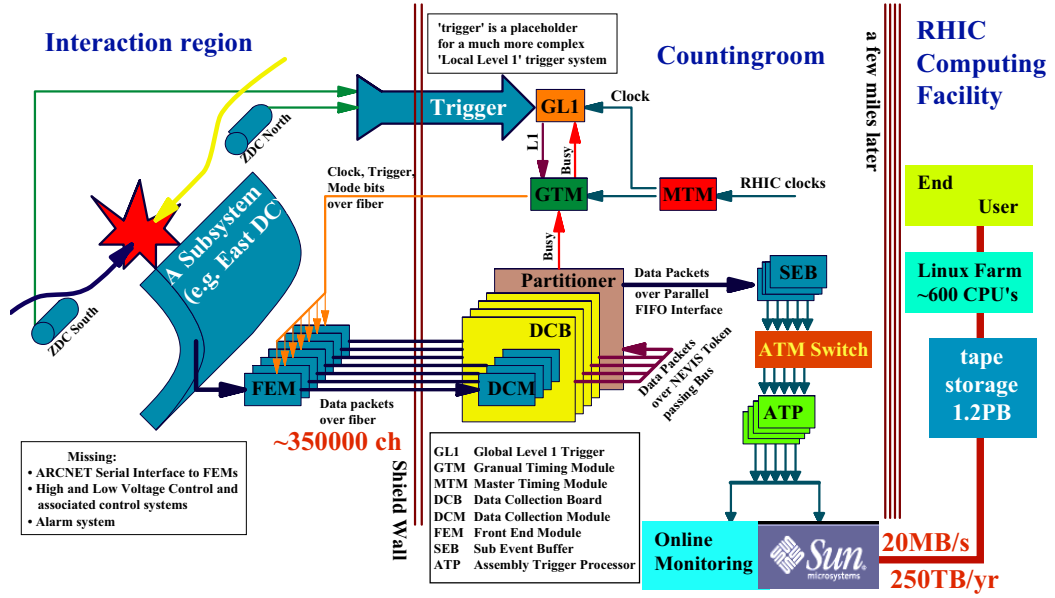 Interaction region
'trigger' is a placeholder
for a much more complex
'Local Level 1' trigger system
Countingroom
a few miles later
RHIC
Computing
Facility
ZDC North
Trigger
GL1
Clock
L1
Busy
Clock, Trigger,
Mode bits
over fiber
GTM
MTM
RHIC clocks
End
User
A Subsystem
(e.g. East DC)
Busy
Partitioner
Data Packets
over Parallel
FIFO Interface
SEB
Linux Farm
~600 CPU's
ZDC South
DCB
ATM Switch
Data Packets
over NEVIS Token
passing Bus
tape
storage
1.2PB
FEM
DCM
Data packets
over fiber
~350000 ch
ATP
Missing:
• ARCNET Serial Interface to FEMs
• High and Low Voltage Control and
associated control systems
• Alarm system
Shield Wall
GL1 Global Level 1 Trigger
GTM Granual Timing Module
MTM Master Timing Module
DCB Data Collection Board
DCM Data Collection Module
FEM Front End Module
SEB Sub Event Buffer
ATP Assembly Trigger Processor
Online
Monitoring
Sun
microsystems
20MB/s
250TB/yr